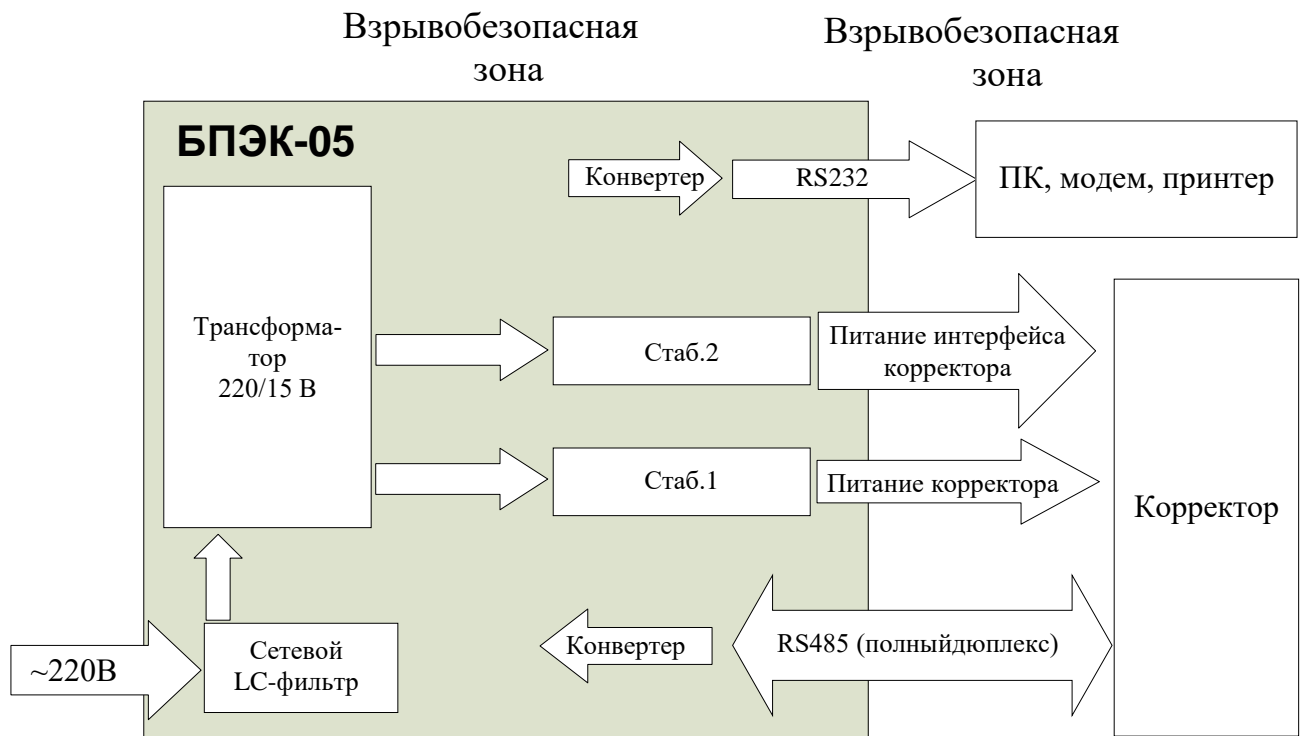 Взрывобезопасная
зона
Взрывобезопасная
зона
БПЭК-05
Конвертер
RS232
ПК, модем, принтер
Трансформа-
тор
220/15 В
Стаб.2
Питание интерфейса
корректора
Стаб.1
Питание корректора
Корректор
~220В
Сетевой
LC-фильтр
Конвертер
RS485 (полныйдюплекс)